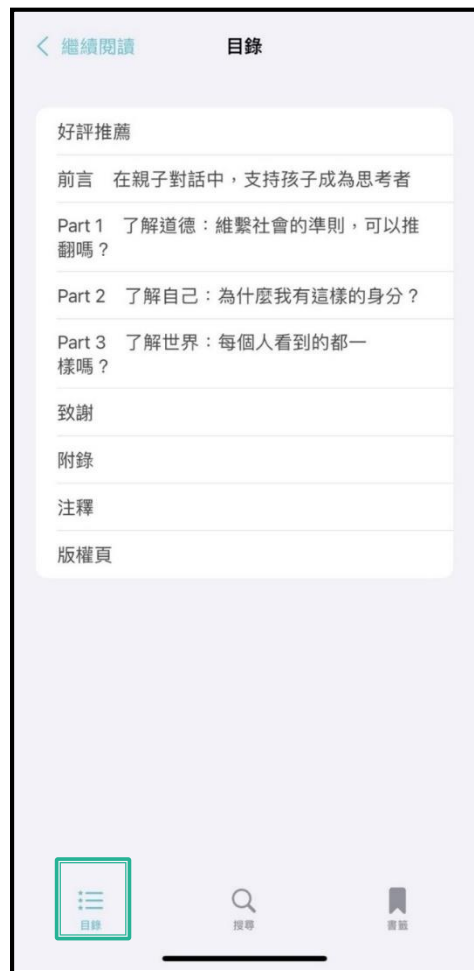 繼續閱讀
目錄
好評推薦
前言 在親子對話中，支持孩子成為思考者
Part 1 了解道德：維繫社會的準則，可以推
翻嗎？
Part 2 了解自己：為什麼我有這樣的身分？
Part 3 了解世界：每個人看到的都一
樣嗎？
致謝
附錄
注釋
版權頁
目錄
搜尋
書籤